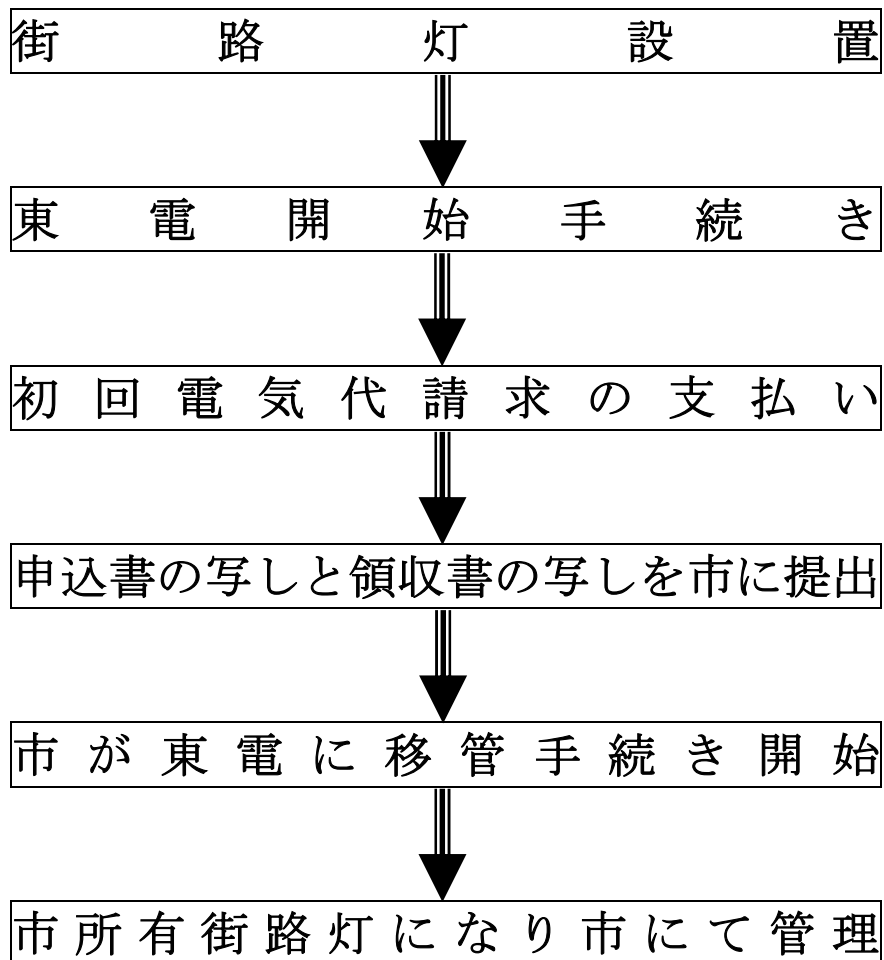 街路灯設置
東電開始手続き
初回電気代請求の支払い
申込書の写しと領収書の写しを市に提出
市が東電に移管手続き開始
市所有街路灯になり市にて管理